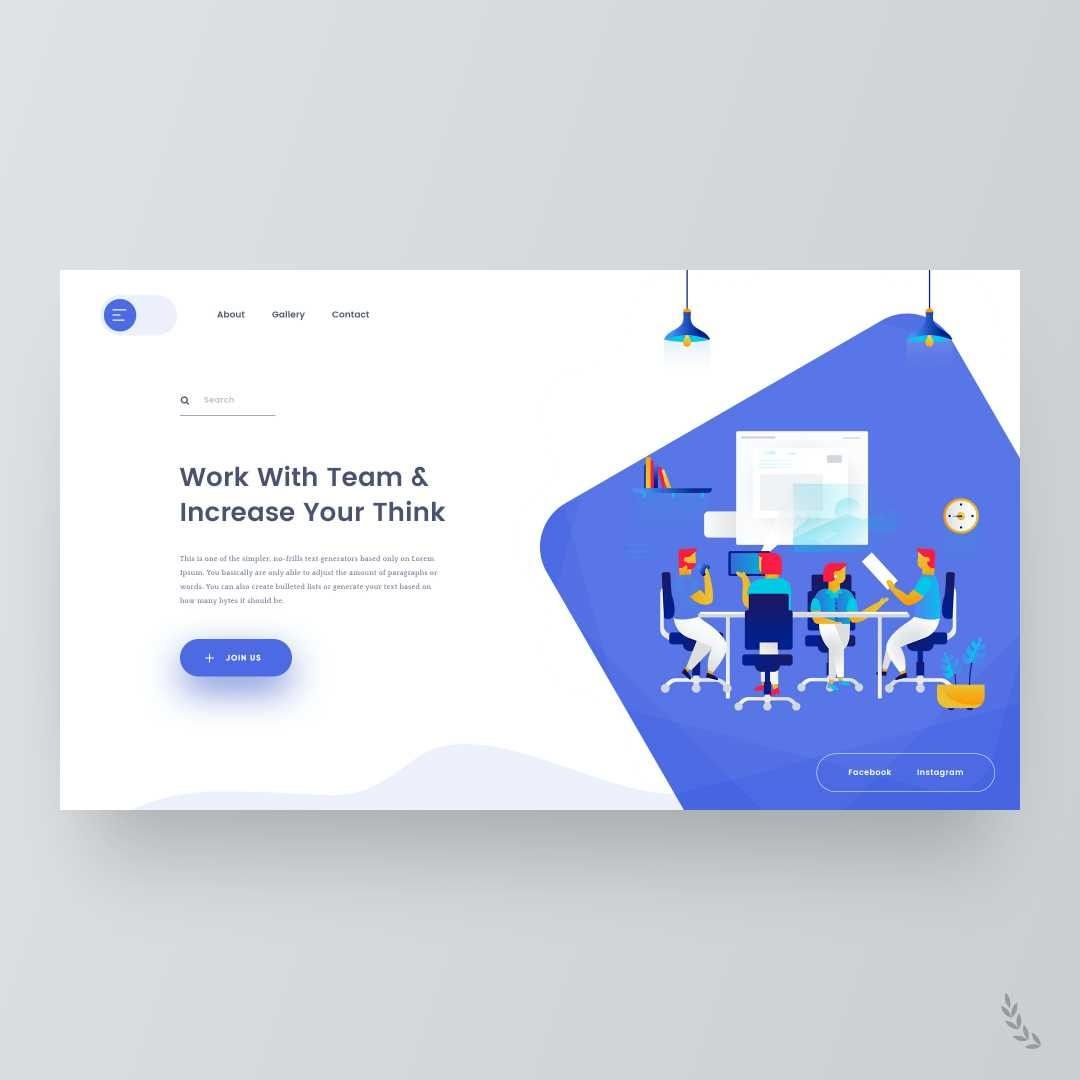 About Gallery Contact
Search
Work With Team &
Increase Your Think
This is one of the simpler, no-frills text generators based only on Lorem
Ipsum. You basically are only able to adjust the amount of paragraphs or
words. You can also create bulleted lists or generate your text based on
how many bytes it should be.
JOIN US
Facebook Instagram